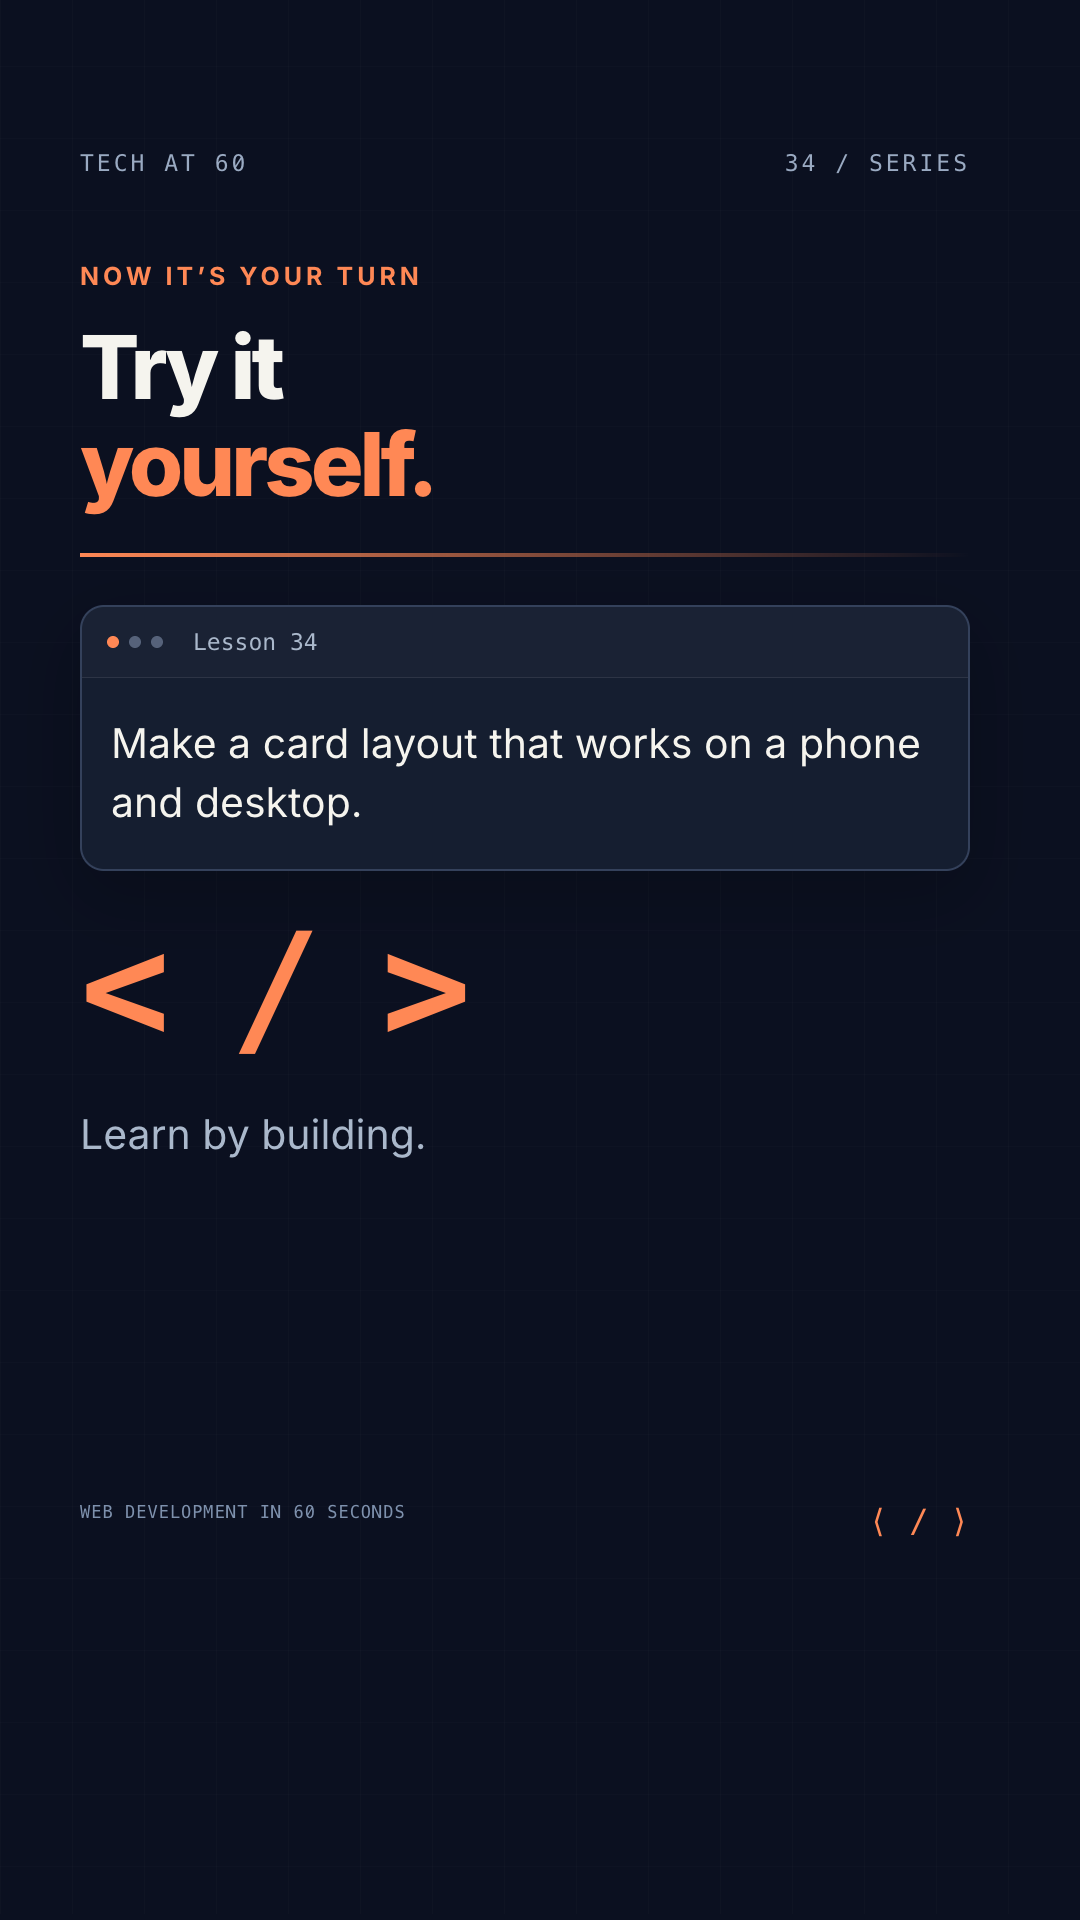 TECH AT 60
34 / SERIES
NOW IT’S YOUR TURN
Try it
yourself.
Lesson 34
Make a card layout that works on a phone
and desktop.
< / >
Learn by building.
WEB DEVELOPMENT IN 60 SECONDS
⟨ / ⟩